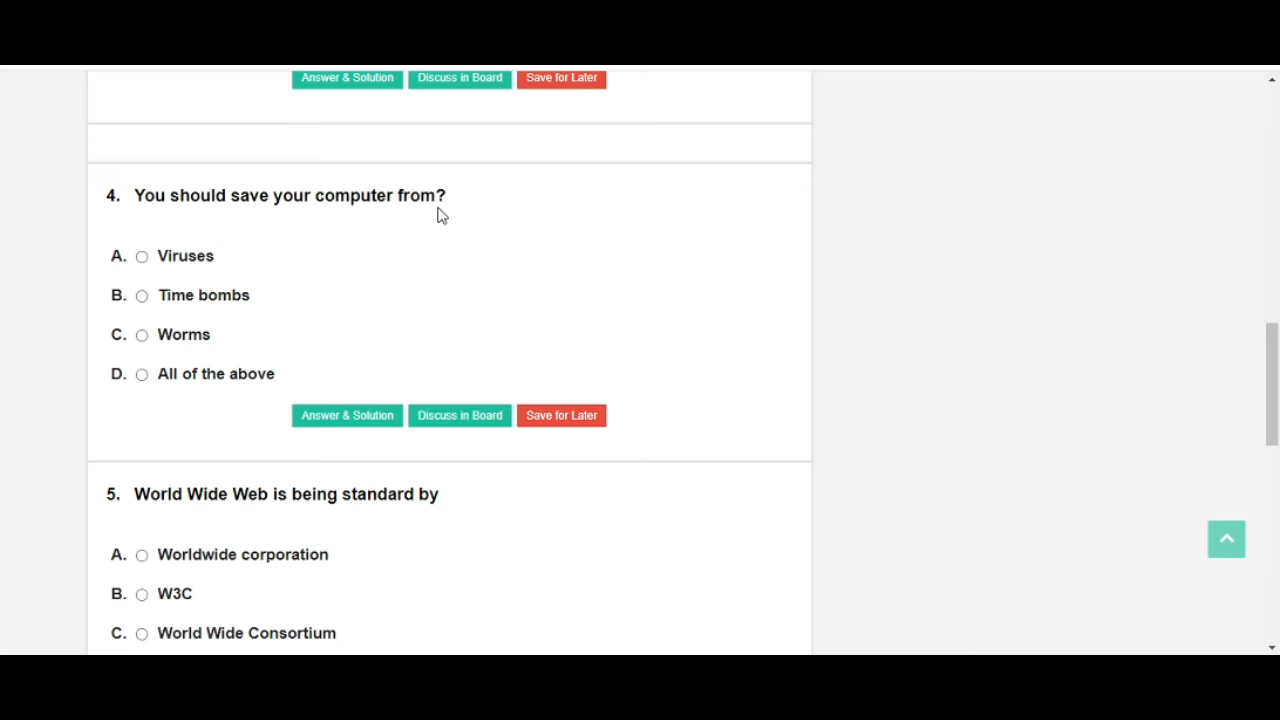 Answer & Solution Discuss in Board Save for Later
4. You should save your computer from?
A. Viruses
B. Time bombs
C. Worms
D. All of the above
Answer & Solution Discuss in Board Save for Later
5. World Wide Web is being standard by
A. Worldwide corporation
B. W3C
C. World Wide Consortium